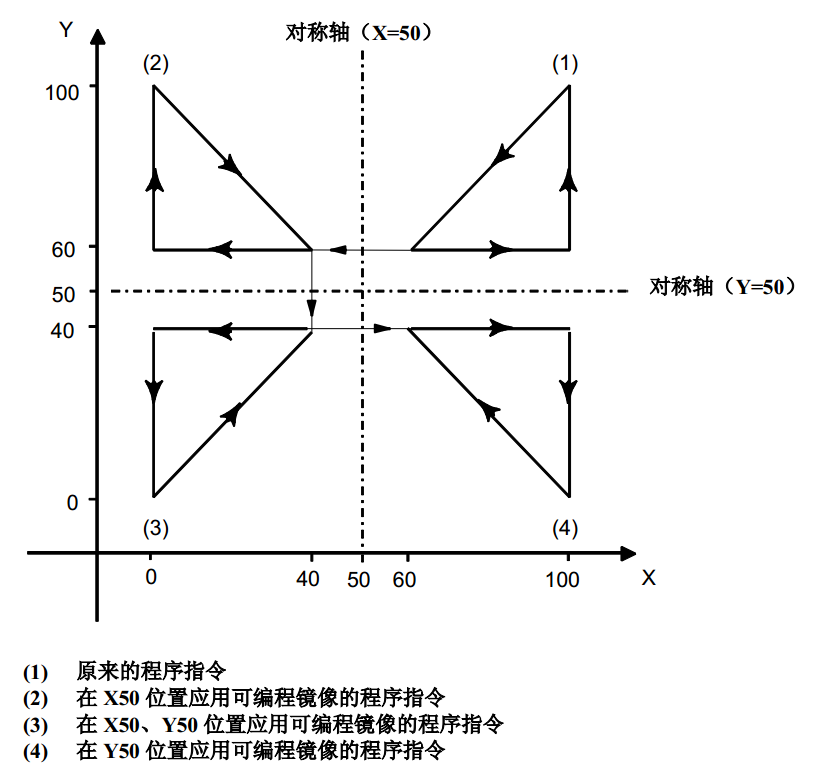 Y
对称轴（X=50）
(2)
(1)
100
60
50
对称轴（Y=50）
40
0
(3)
(4)
0
40
50
60
100
X
(1) 原来的程序指令
(2) 在 X50 位置应用可编程镜像的程序指令
(3) 在 X50、Y50 位置应用可编程镜像的程序指令
(4) 在 Y50 位置应用可编程镜像的程序指令